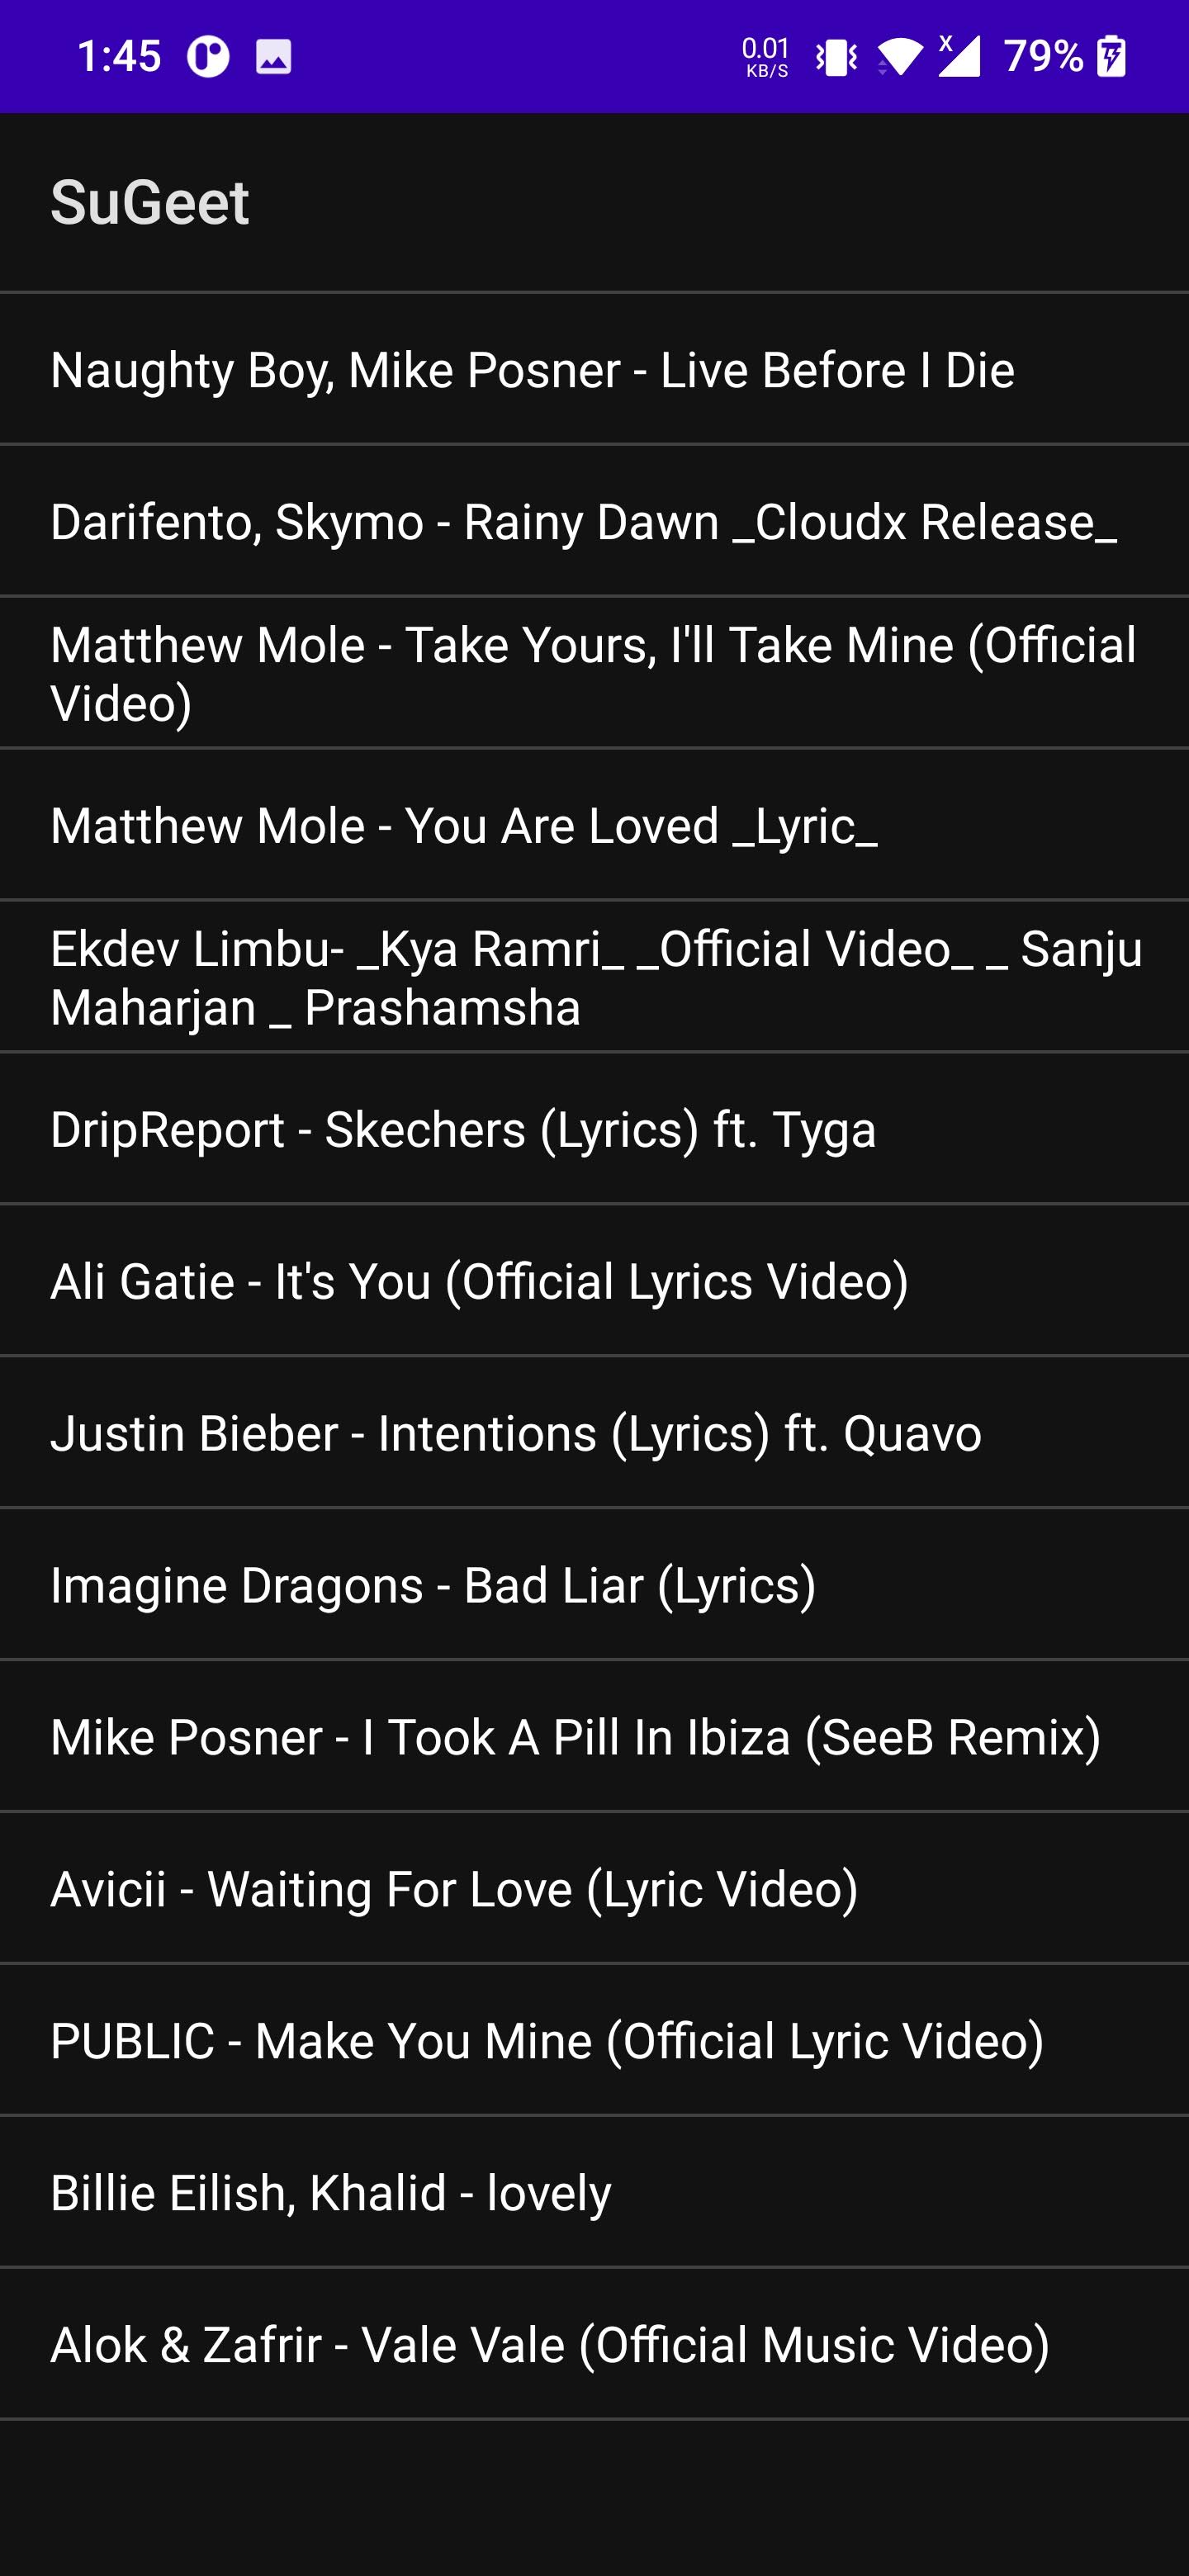 1:45
0.01
KB/S
X
79%
SuGeet
Naughty Boy, Mike Posner - Live Before I Die
Darifento, Skymo - Rainy Dawn _Cloudx Release_
Matthew Mole - Take Yours, I'll Take Mine (Official
Video)
Matthew Mole - You Are Loved _Lyric_
Ekdev Limbu- _Kya Ramri_ _Official Video_ _ Sanju
Maharjan _ Prashamsha
DripReport - Skechers (Lyrics) ft. Tyga
Ali Gatie - It's You (Official Lyrics Video)
Justin Bieber - Intentions (Lyrics) ft. Quavo
Imagine Dragons - Bad Liar (Lyrics)
Mike Posner - I Took A Pill In Ibiza (SeeB Remix)
Avicii - Waiting For Love (Lyric Video)
PUBLIC - Make You Mine (Official Lyric Video)
Billie Eilish, Khalid - lovely
Alok & Zafrir - Vale Vale (Official Music Video)